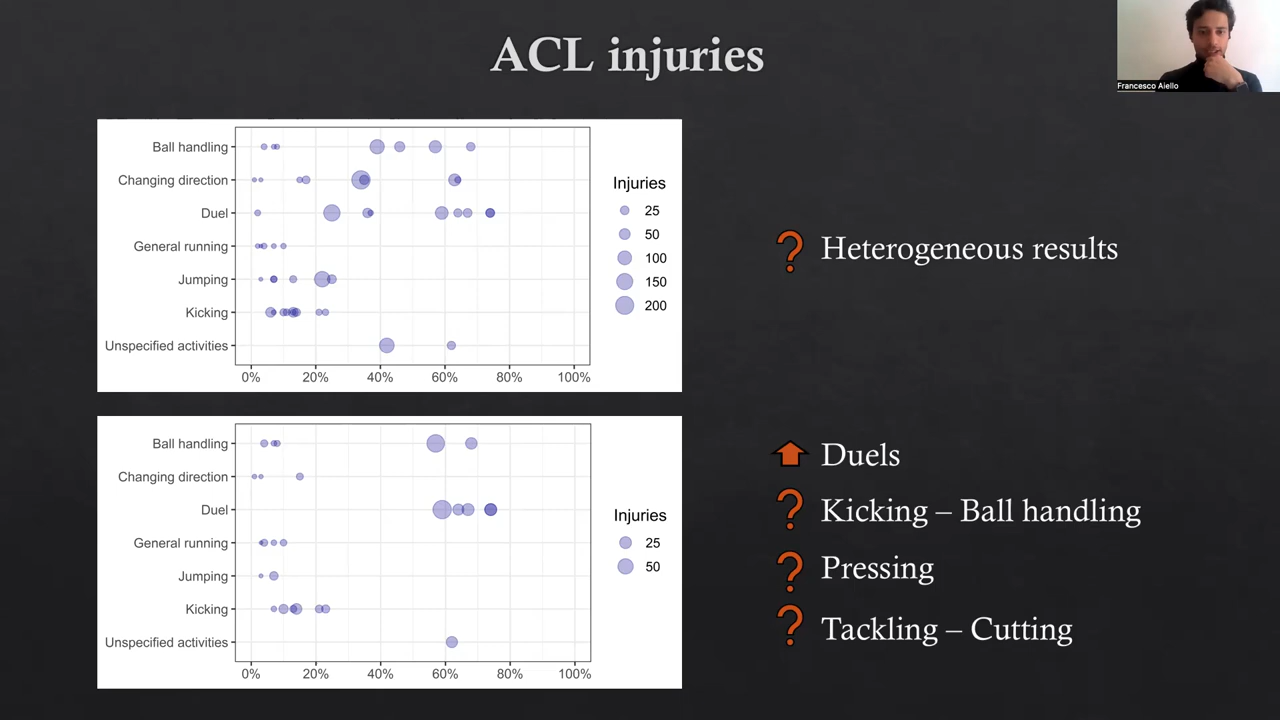 ACL injuries
Francesco Aiello
Ball handling
Changing direction
Duel
General running
Jumping
Kicking
Unspecified activities
0% 20% 40% 60% 80% 100%
Injuries
25
50
100
150
200
? Heterogeneous results
Ball handling
Changing direction
Duel
General running
Jumping
Kicking
Unspecified activities
0% 20% 40% 60% 80% 100%
Injuries
25
50
Duels
? Kicking – Ball handling
? Pressing
? Tackling – Cutting